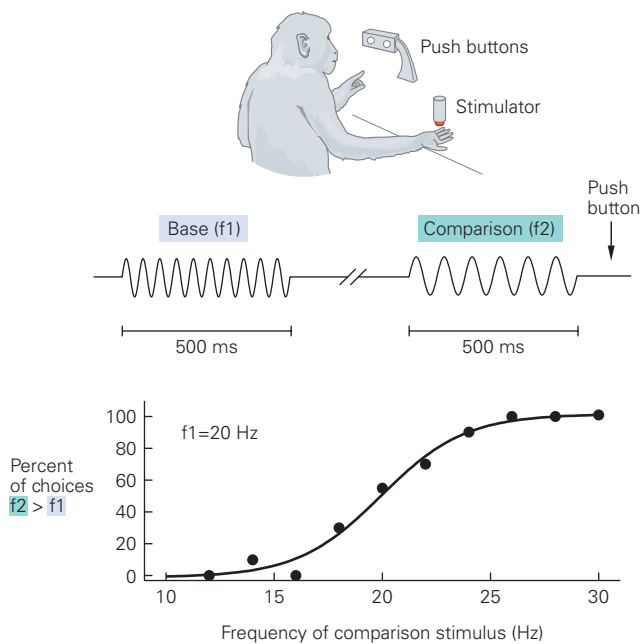 Push buttons
Stimulator
Push
button
Base (f1)
Comparison (f2)
500 ms
500 ms
100
80
60
40
20
0
f1=20 Hz
Percent
of choices
f2 > f1
10
15
20
25
30
Frequency of comparison stimulus (Hz)